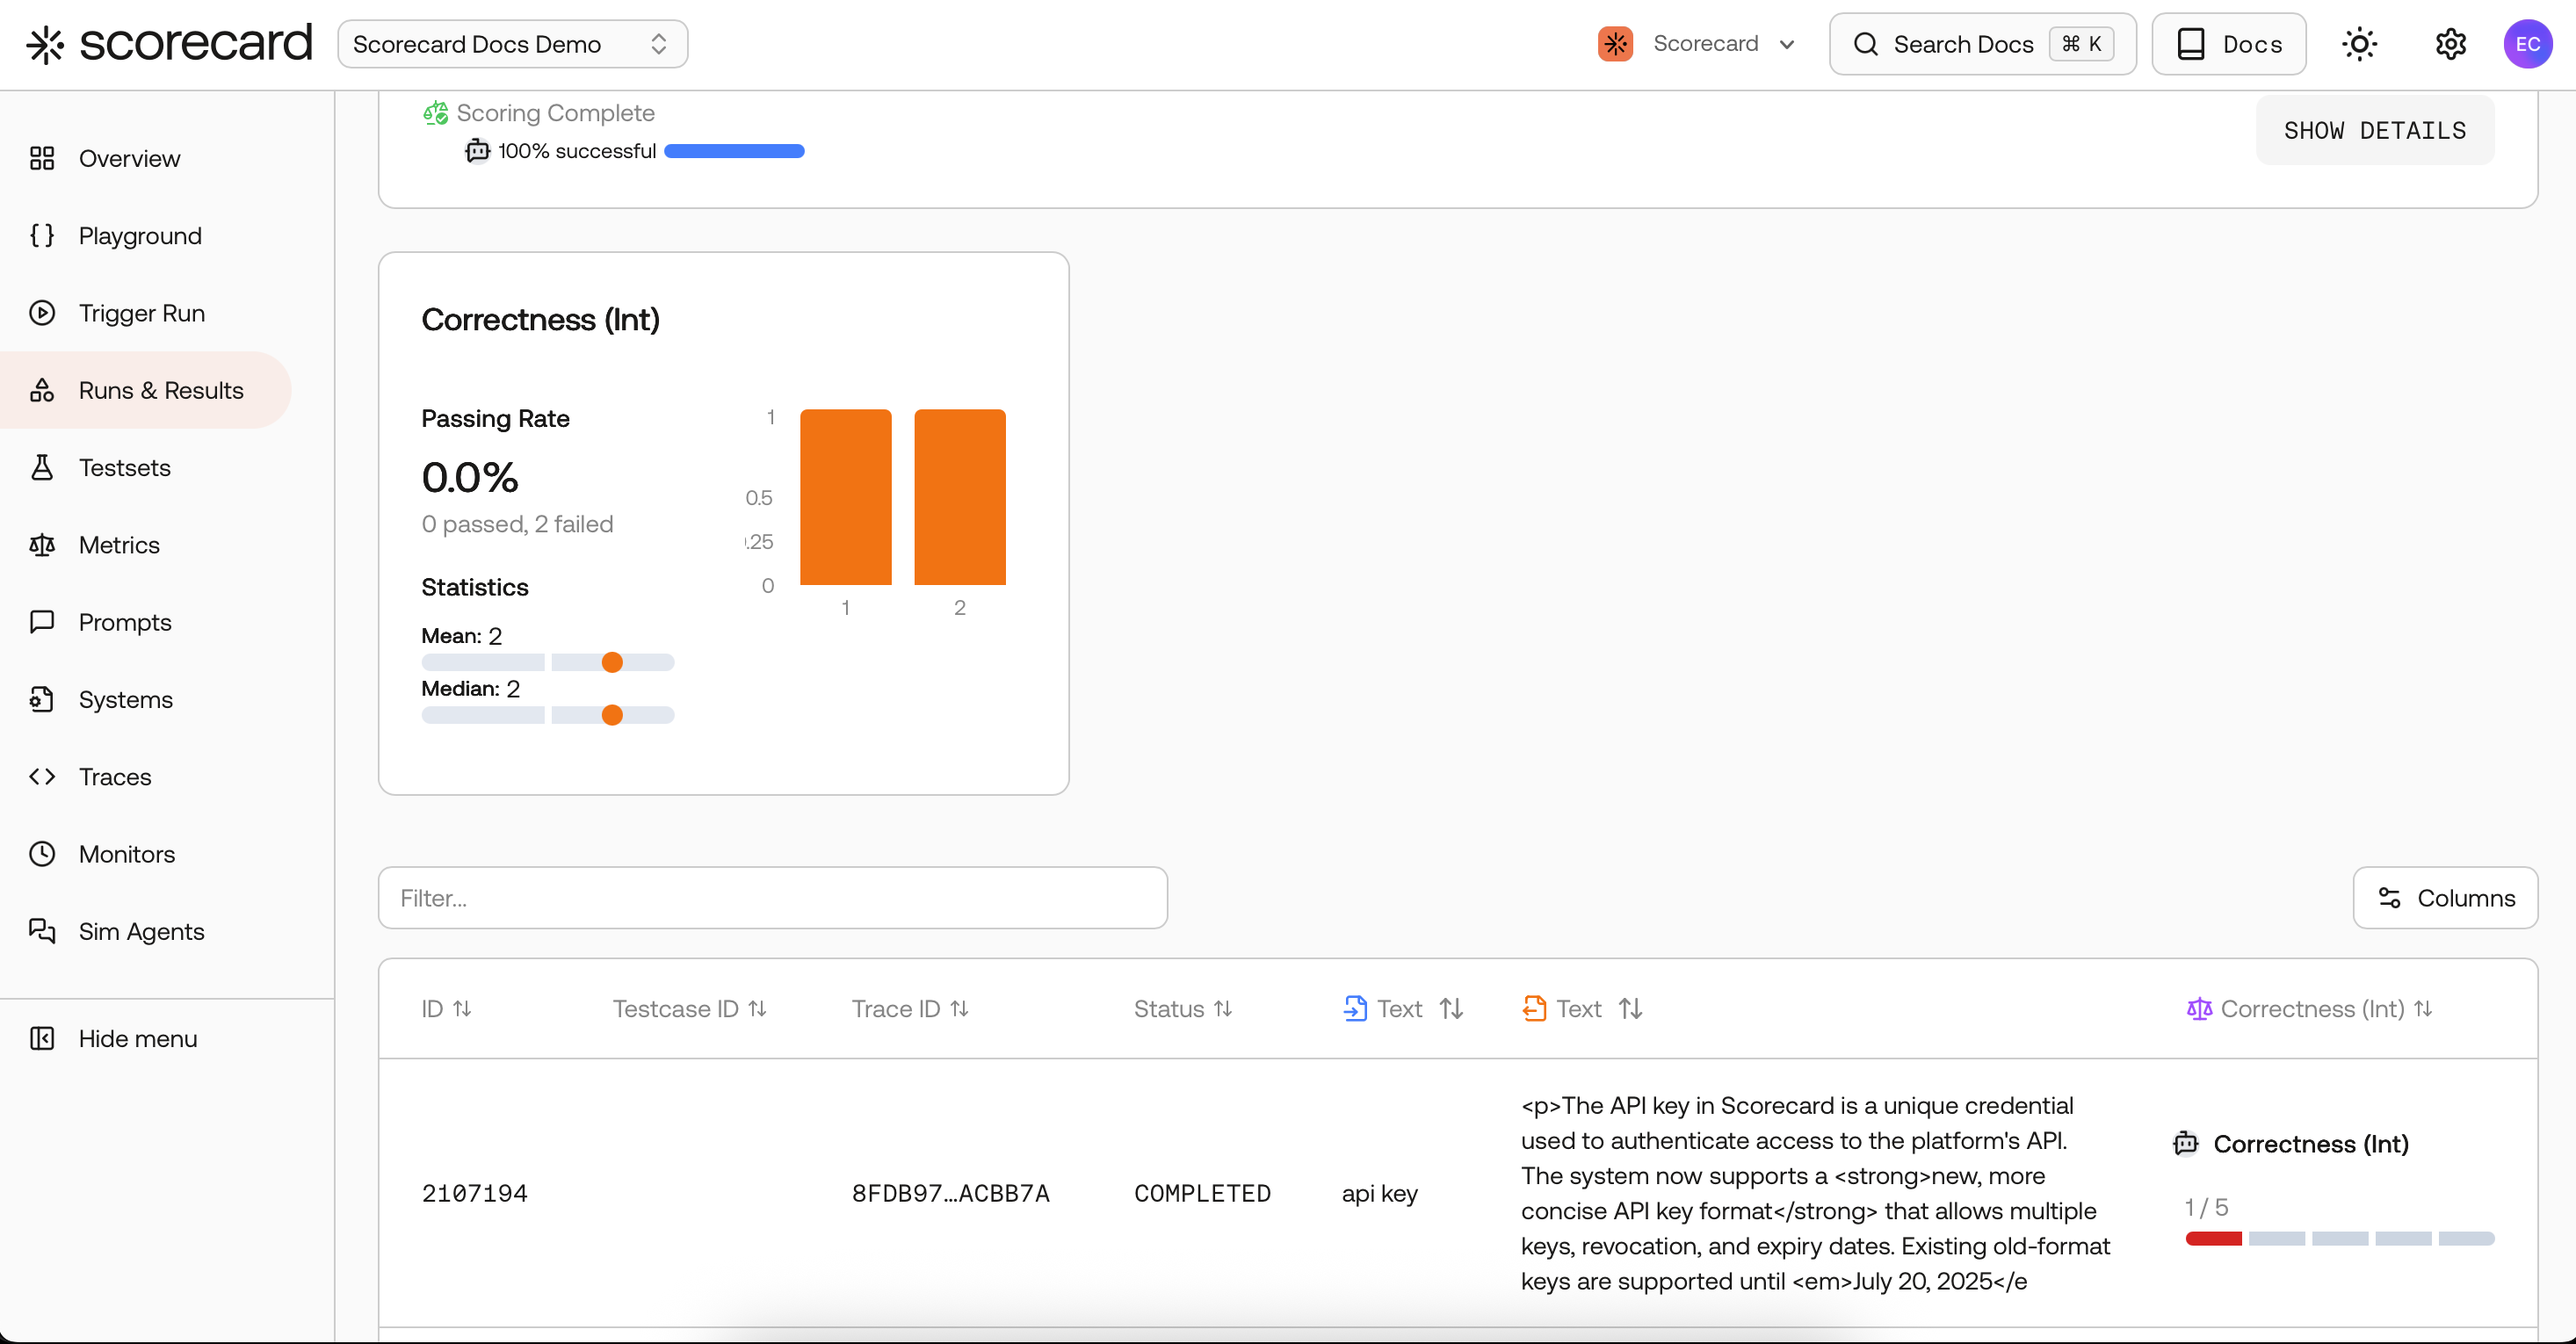 scorecard
Scorecard Docs Demo
Scorecard
Search Docs ⌘ K
Docs
EC
Overview
Playground
Trigger Run
Runs & Results
Testsets
Metrics
Prompts
Systems
Traces
Monitors
Sim Agents
Hide menu
Scoring Complete
100% successful
SHOW DETAILS
Correctness (Int)
Passing Rate
0.0%
0 passed, 2 failed
Statistics
Mean: 2
Median: 2
1
0.5
.25
0
1 2
Filter...
Columns
ID Testcase ID Trace ID Status Text Text Correctness (Int)
2107194 8FDB97…ACBB7A COMPLETED api key
<p>The API key in Scorecard is a unique credential
used to authenticate access to the platform's API.
The system now supports a <strong>new, more
concise API key format</strong> that allows multiple
keys, revocation, and expiry dates. Existing old-format
keys are supported until <em>July 20, 2025</e
Correctness (Int)
1 / 5